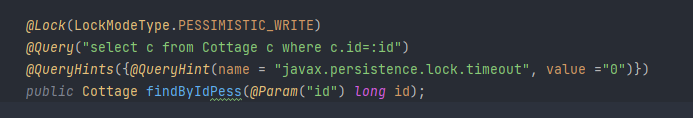 @Lock(LockModeType.PESSIMISTIC_WRITE)
@Query("select c from Cottage c where c.id=:id")
@QueryHints({@QueryHint(name = "javax.persistence.lock.timeout", value ="0")})
public Cottage findByIdPess(@Param("id") long id);